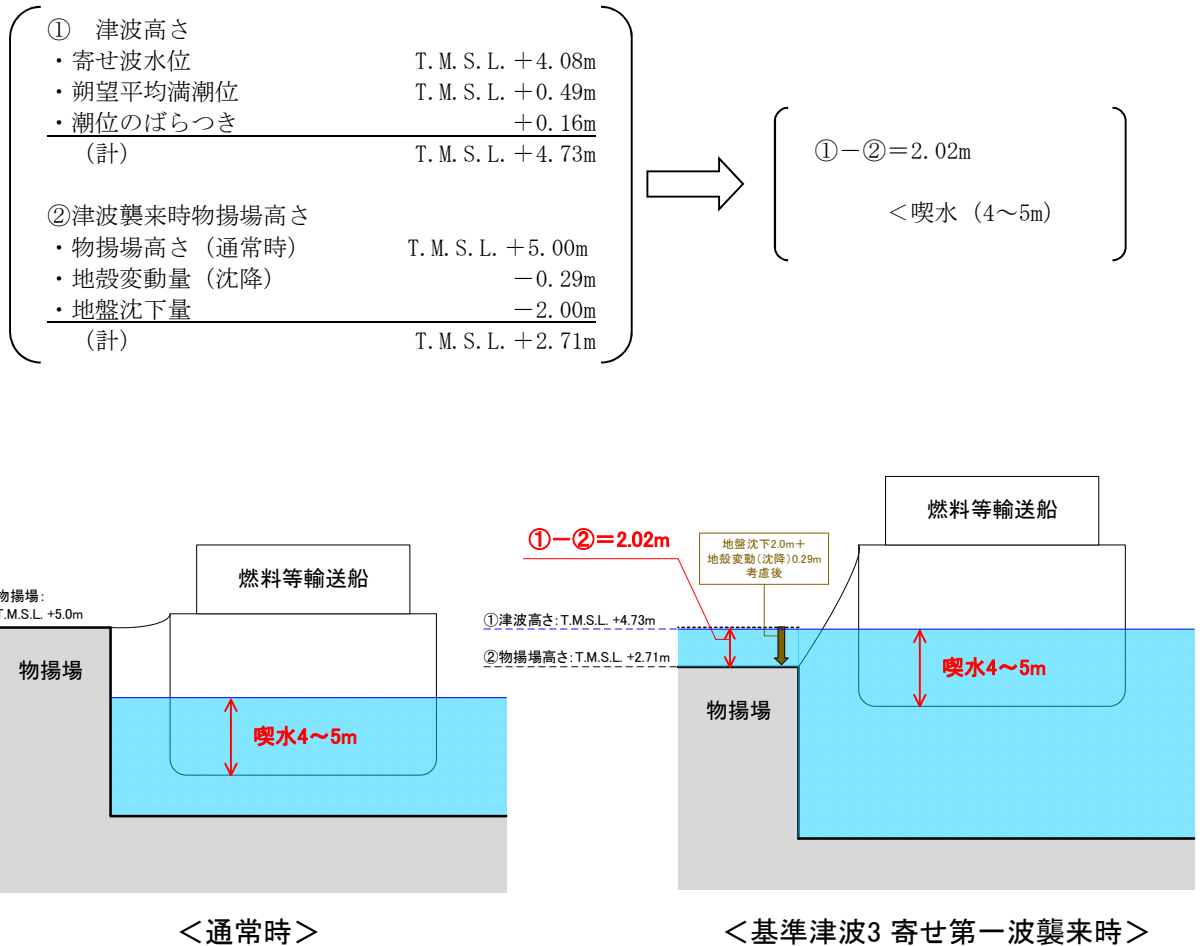 ① 津波高さ
・寄せ波水位 T.M.S.L.＋4.08m
・朔望平均満潮位 T.M.S.L.＋0.49m
・潮位のばらつき ＋0.16m
（計） T.M.S.L.＋4.73m
②津波襲来時物揚場高さ
・物揚場高さ（通常時） T.M.S.L.＋5.00m
・地殻変動量（沈降） －0.29m
・地盤沈下量 －2.00m
（計） T.M.S.L.＋2.71m
①－②＝2.02m
＜喫水（4～5m）
物揚場：
T.M.S.L. +5.0m
燃料等輸送船
物揚場
喫水4～5m
＜通常時＞
①－②＝2.02m
地盤沈下2.0m＋
地殻変動（沈降）0.29m
考慮後
燃料等輸送船
①津波高さ：T.M.S.L. +4.73m
②物揚場高さ：T.M.S.L. +2.71m
喫水4～5m
物揚場
＜基準津波3 寄せ第一波襲来時＞